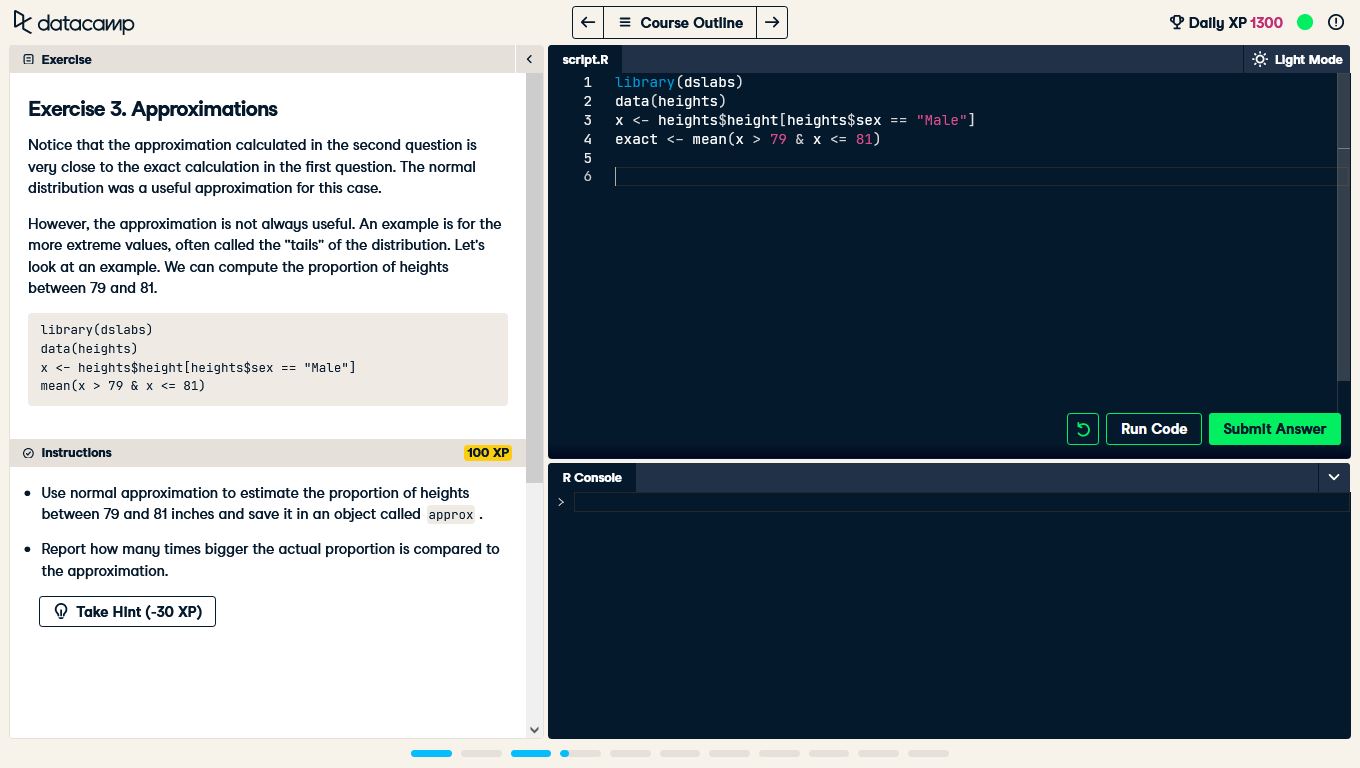 datacamp
Course Outline
Daily XP 1300
Exercise
Exercise 3. Approximations
Notice that the approximation calculated in the second question is
very close to the exact calculation in the first question. The normal
distribution was a useful approximation for this case.
However, the approximation is not always useful. An example is for the
more extreme values, often called the "tails" of the distribution. Let's
look at an example. We can compute the proportion of heights
between 79 and 81.
library(dslabs)
data(heights)
x <- heights$height[heights$sex == "Male"]
mean(x > 79 & x <= 81)
Instructions
100 XP
• Use normal approximation to estimate the proportion of heights
between 79 and 81 inches and save it in an object called approx .
• Report how many times bigger the actual proportion is compared to
the approximation.
Take Hint (-30 XP)
script.R
Light Mode
1 library(dslabs)
2 data(heights)
3 x <- heights$height[heights$sex == "Male"]
4 exact <- mean(x > 79 & x <= 81)
5
6
Run Code
Submit Answer
R Console
>